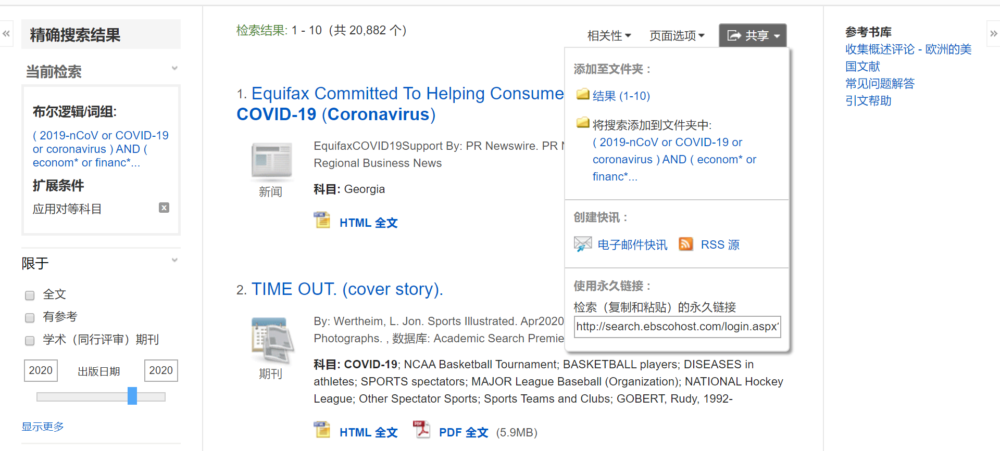 «
精确搜索结果
当前检索
布尔逻辑/词组:
( 2019-nCoV or COVID-19
or coronavirus ) AND (
econom* or financ*...
扩展条件
应用对等科目
x
限于
全文
有参考
学术（同行评审）期刊
2020 出版日期 2020
显示更多
检索结果: 1 - 10（共 20,882 个）
相关性 页面选项 共享
1. Equifax Committed To Helping Consume
COVID-19 (Coronavirus)
新闻
EquifaxCOVID19Support By: PR Newswire. PR N
Regional Business News
科目: Georgia
HTML 全文
2. TIME OUT. (cover story).
期刊
By: Wertheim, L. Jon. Sports Illustrated. Apr2020
Photographs. , 数据库: Academic Search Premie
科目: COVID-19; NCAA Basketball Tournament; BASKETBALL players; DISEASES in
athletes; SPORTS spectators; MAJOR League Baseball (Organization); NATIONAL Hockey
League; Other Spectator Sports; Sports Teams and Clubs; GOBERT, Rudy, 1992-
HTML 全文 PDF 全文 (5.9MB)
添加至文件夹：
结果 (1-10)
将搜索添加到文件夹中:
( 2019-nCoV or COVID-19 or
coronavirus ) AND ( econom* or
financ*...
创建快讯：
电子邮件快讯 RSS 源
使用永久链接：
检索（复制和粘贴）的永久链接
http://search.ebscohost.com/login.aspx?
参考书库
收集概述评论 - 欧洲的美
国文献
常见问题解答
引文帮助
»